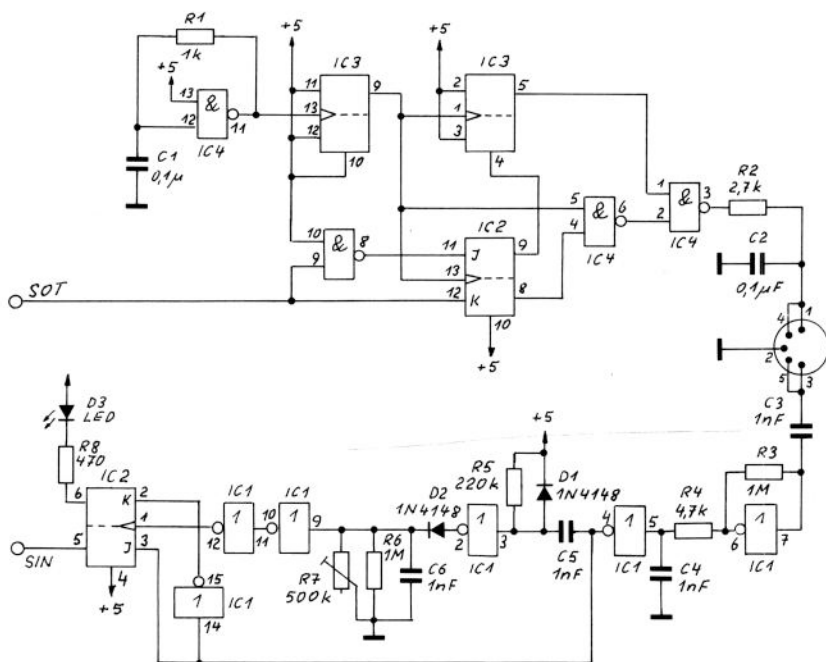 R1
1k
+5
+5
+5
13
&
12
11
IC4
C1
0,1µ
IC3
11
9
13
12
10
IC3
2
5
1
3
4
10
&
8
9
IC2
11
J
9
13
12
K
8
10
+5
5
&
6
4
IC4
1
&
3
2
IC4
R2
2,7k
C2
0,1µF
SOT
4
1
2
5
3
C3
1nF
D3
LED
R8
470
IC2
6
K
2
1
5
J
3
4
+5
SIN
IC1
1
12
11
IC1
10
1
9
15
1
IC1
14
R7
500k
R6
1M
C6
1nF
D2
1N4148
2
1
3
IC1
R5
220k
+5
D1
1N4148
C5
1nF
4
1
5
IC1
R4
4,7k
C4
1nF
R3
1M
6
1
7
IC1